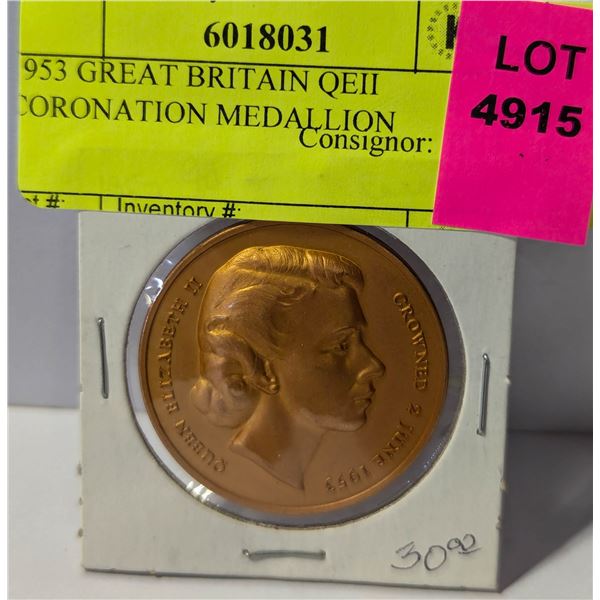 6018031
953 GREAT BRITAIN QEII
CORONATION MEDALLION
Consignor:
Inventory #:
LOT
4915
QUEEN ELIZABETH II
CROWNED 2 JUNE 1953
30.00